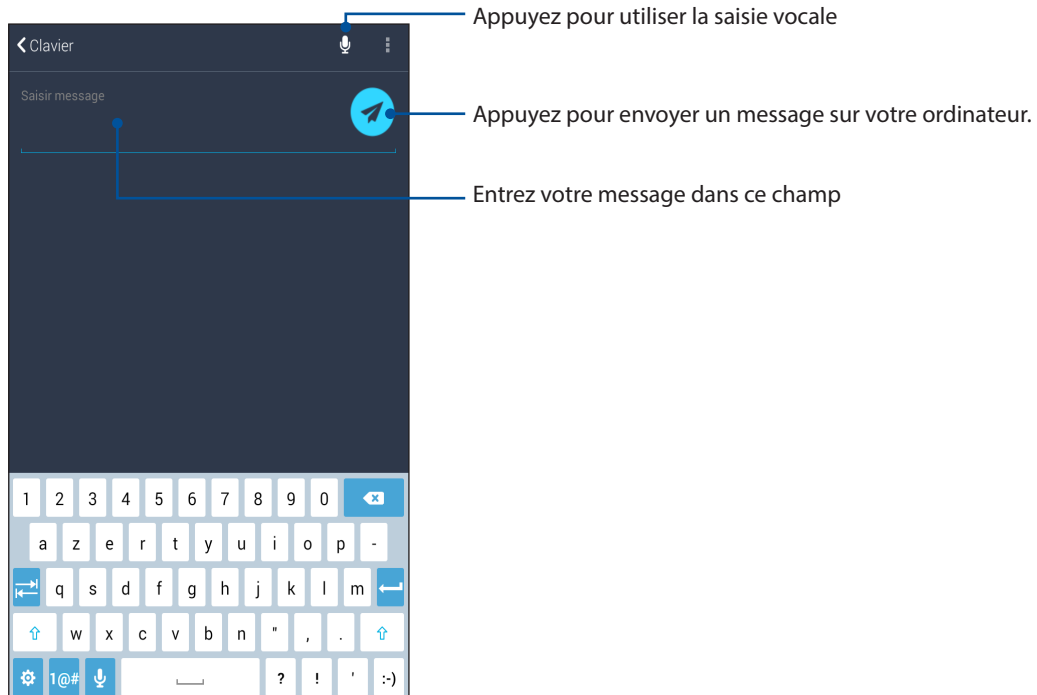 Appuyez pour utiliser la saisie vocale
Clavier
Saisir message
Appuyez pour envoyer un message sur votre ordinateur.
Entrez votre message dans ce champ
1 2 3 4 5 6 7 8 9 0
a z e r t y u i o p -
q s d f g h j k l m
w x c v b n " , .
1@# ? ! ' :-)